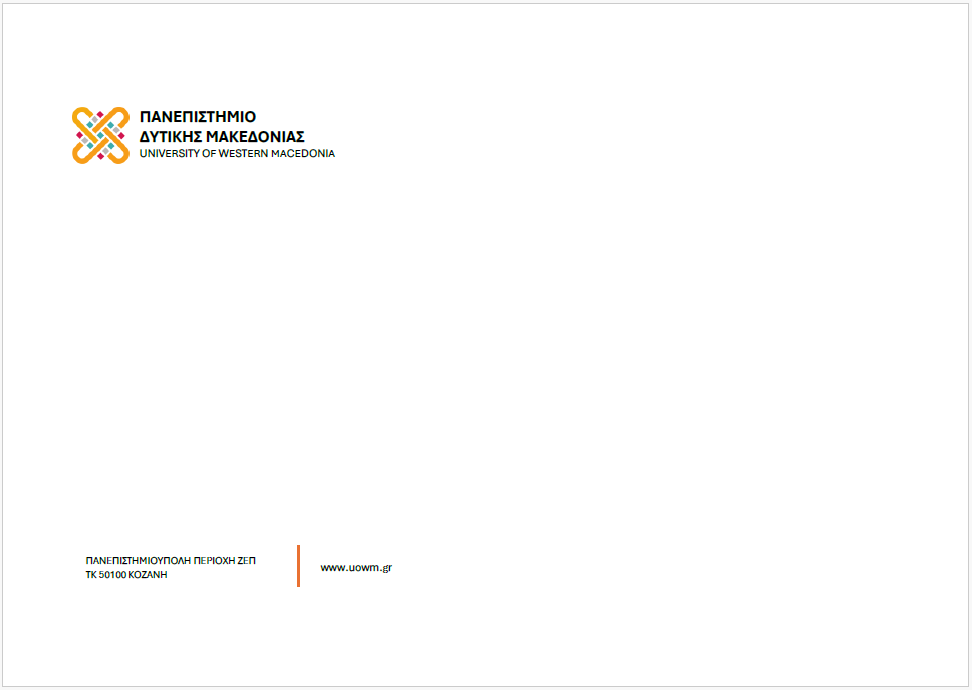 ΠΑΝΕΠΙΣΤΗΜΙΟ
ΔΥΤΙΚΗΣ ΜΑΚΕΔΟΝΙΑΣ
UNIVERSITY OF WESTERN MACEDONIA
ΠΑΝΕΠΙΣΤΗΜΙΟΥΠΟΛΗ ΠΕΡΙΟΧΗ ΖΕΠ
ΤΚ 50100 ΚΟΖΑΝΗ
www.uowm.gr